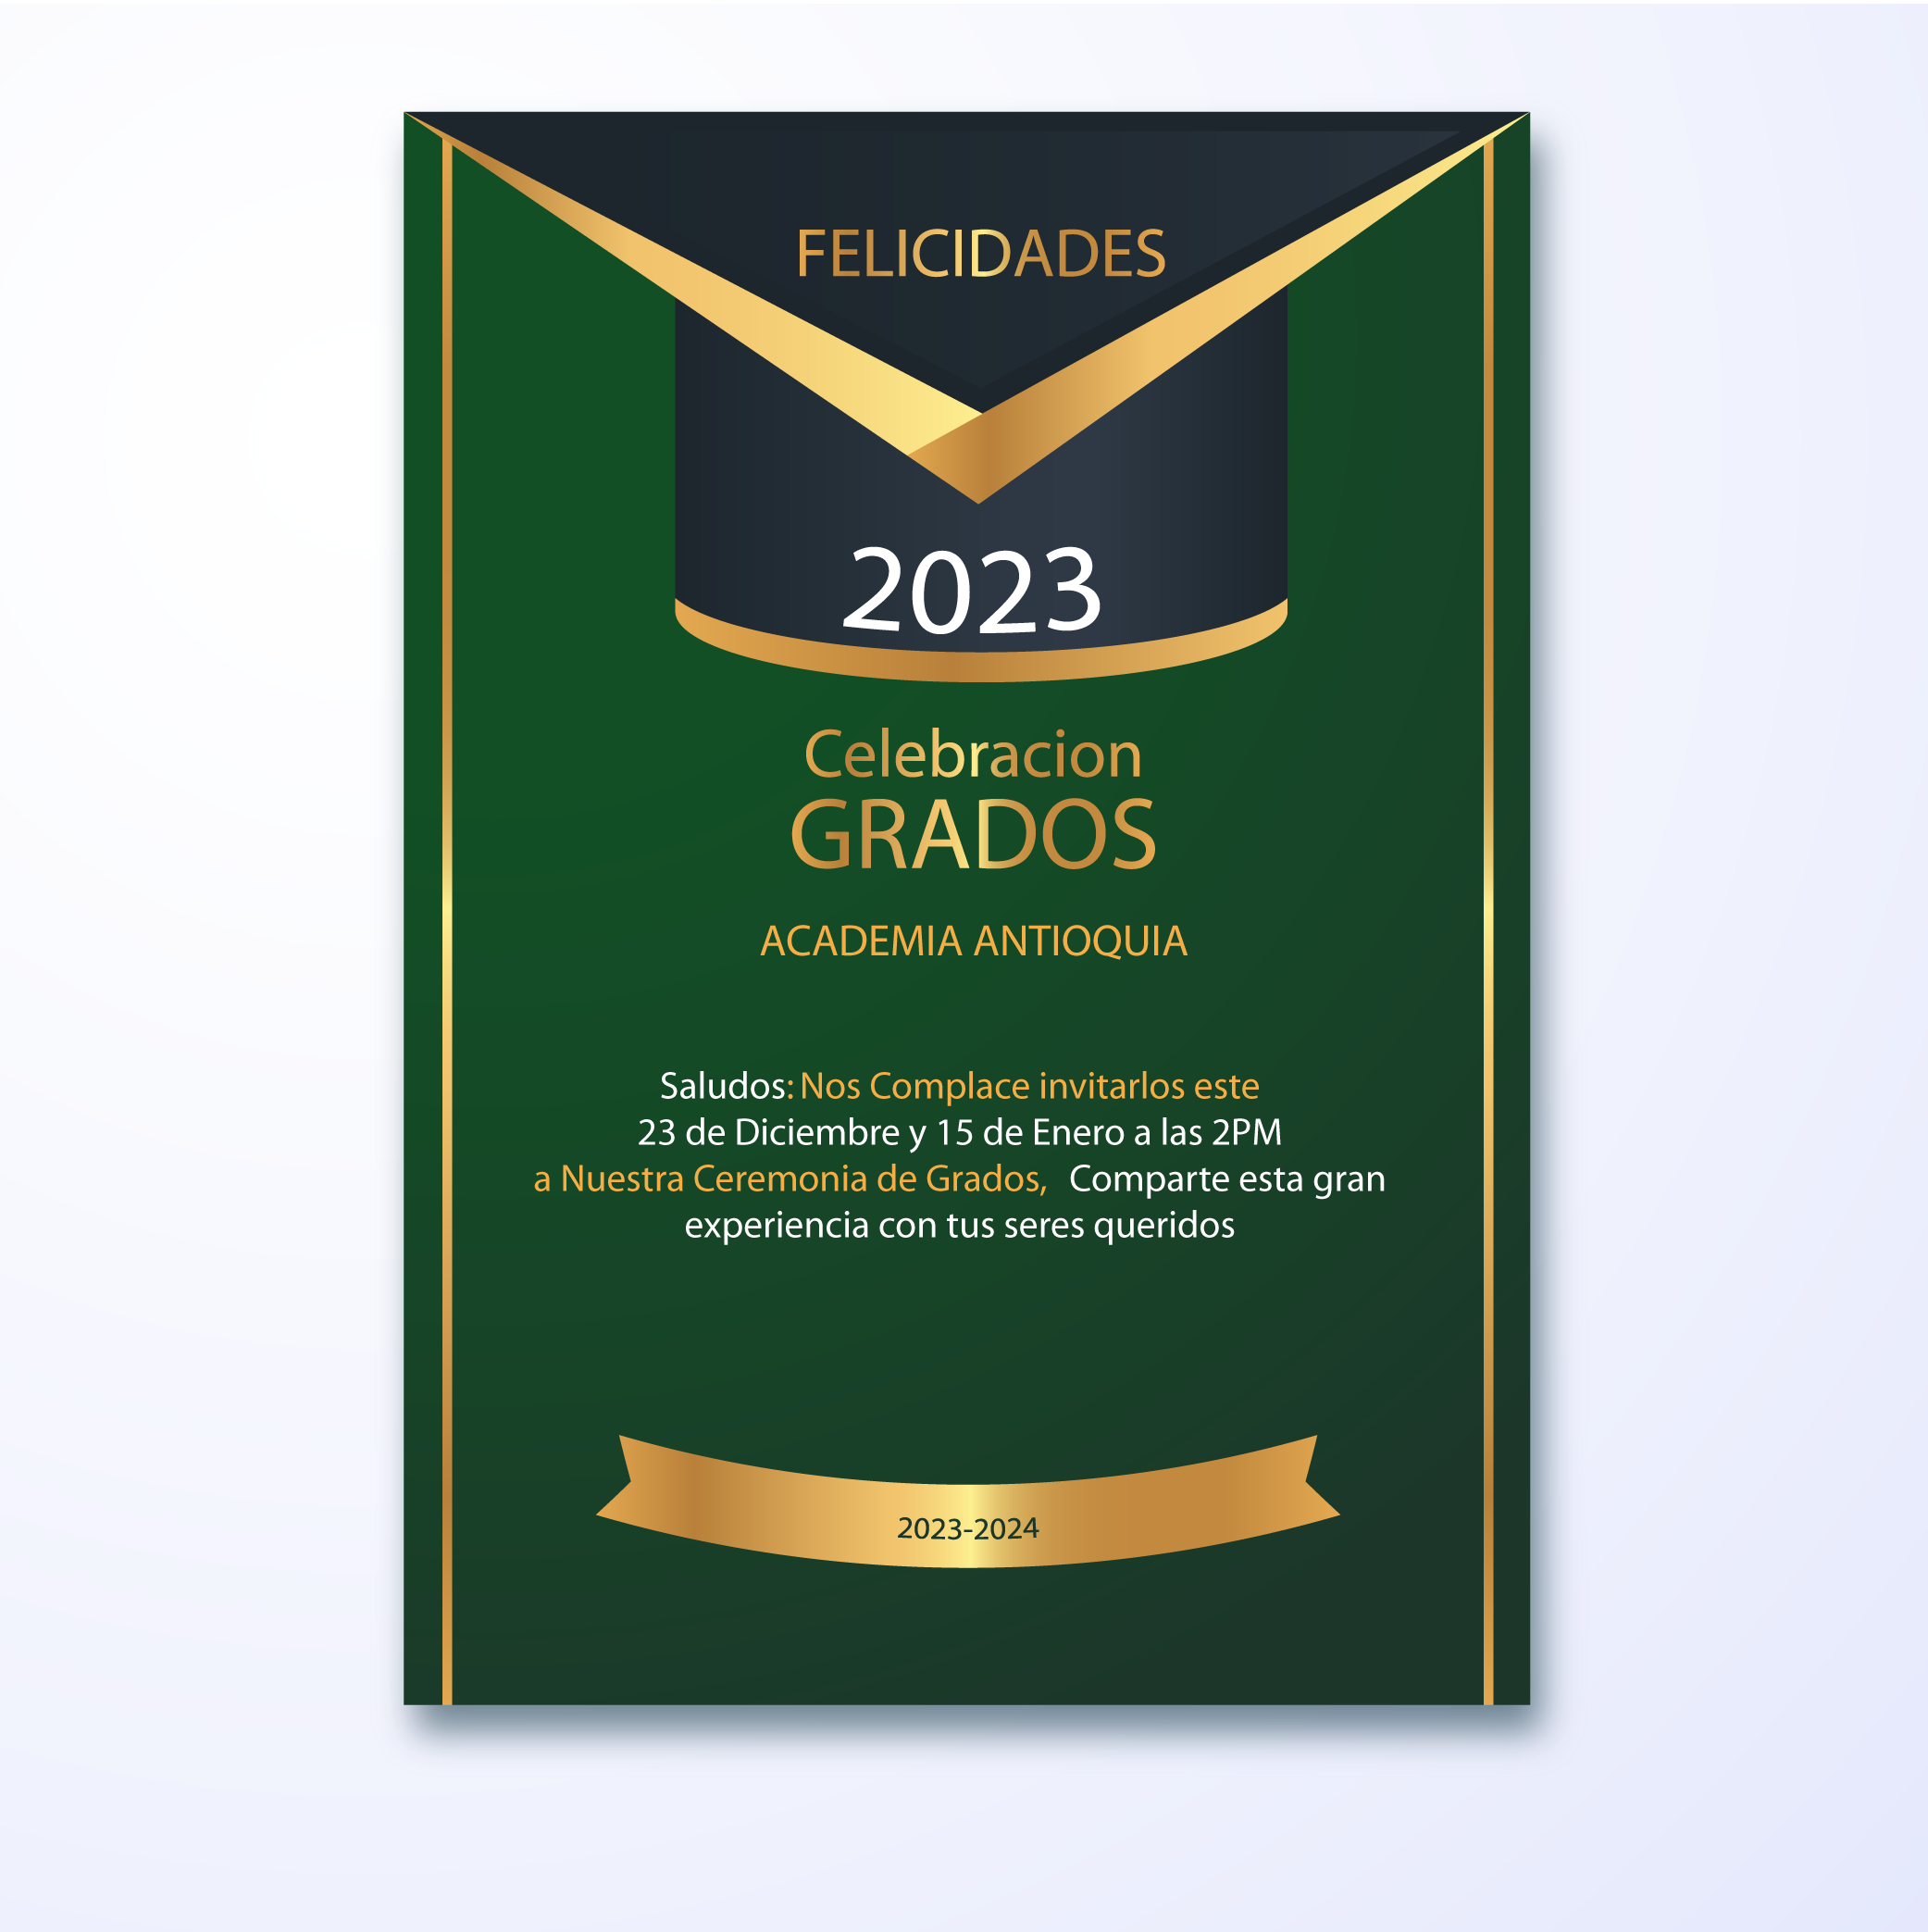 FELICIDADES
2023
Celebracion
GRADOS
ACADEMIA ANTIOQUIA
Saludos: Nos Complace invitarlos este
23 de Diciembre y 15 de Enero a las 2PM
a Nuestra Ceremonia de Grados, Comparte esta gran
experiencia con tus seres queridos
2023-2024